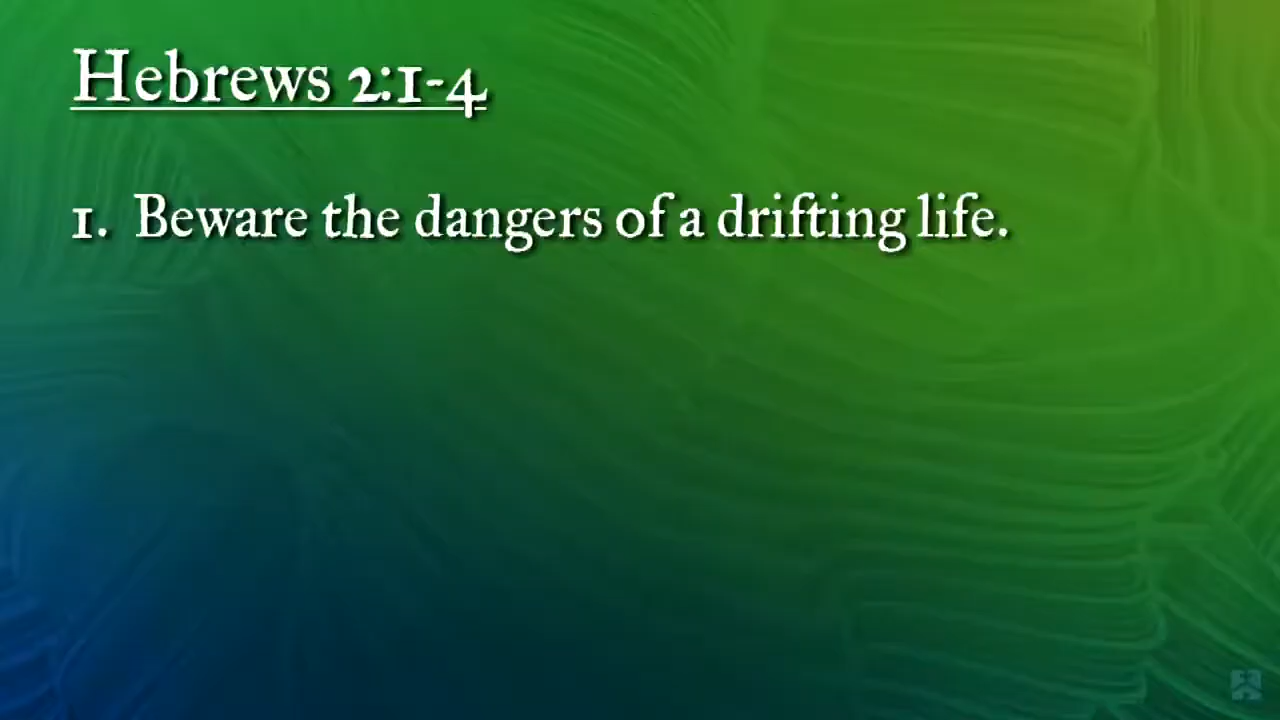 Hebrews 2:1-4
1. Beware the dangers of a drifting life.